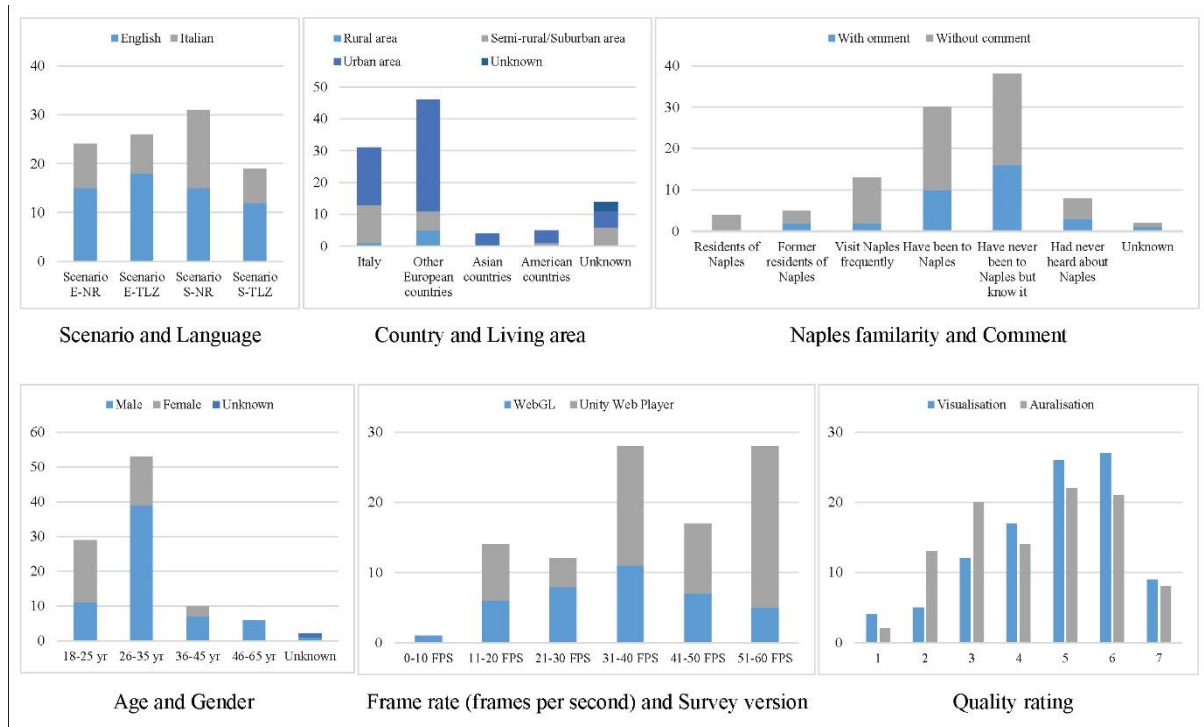 English Italian
40
30
20
10
0
Scenario E-NR
Scenario E-TLZ
Scenario S-NR
Scenario S-TLZ
Scenario and Language
Rural area Semi-rural/Suburban area
Urban area Unknown
50
40
30
20
10
0
Italy
Other European countries
Asian countries
American countries
Unknown
Country and Living area
With omment Without comment
40
30
20
10
0
Residents of Naples
Former residents of Naples
Visit Naples frequently
Have been to Naples
Have never been to Naples but know it
Had never heard about Naples
Unknown
Naples familarity and Comment
Male Female Unknown
60
50
40
30
20
10
0
18-25 yr 26-35 yr 36-45 yr 46-65 yr Unknown
Age and Gender
WebGL Unity Web Player
30
20
10
0
0-10 FPS 11-20 FPS 21-30 FPS 31-40 FPS 41-50 FPS 51-60 FPS
Frame rate (frames per second) and Survey version
Visualisation Auralisation
30
20
10
0
1 2 3 4 5 6 7
Quality rating